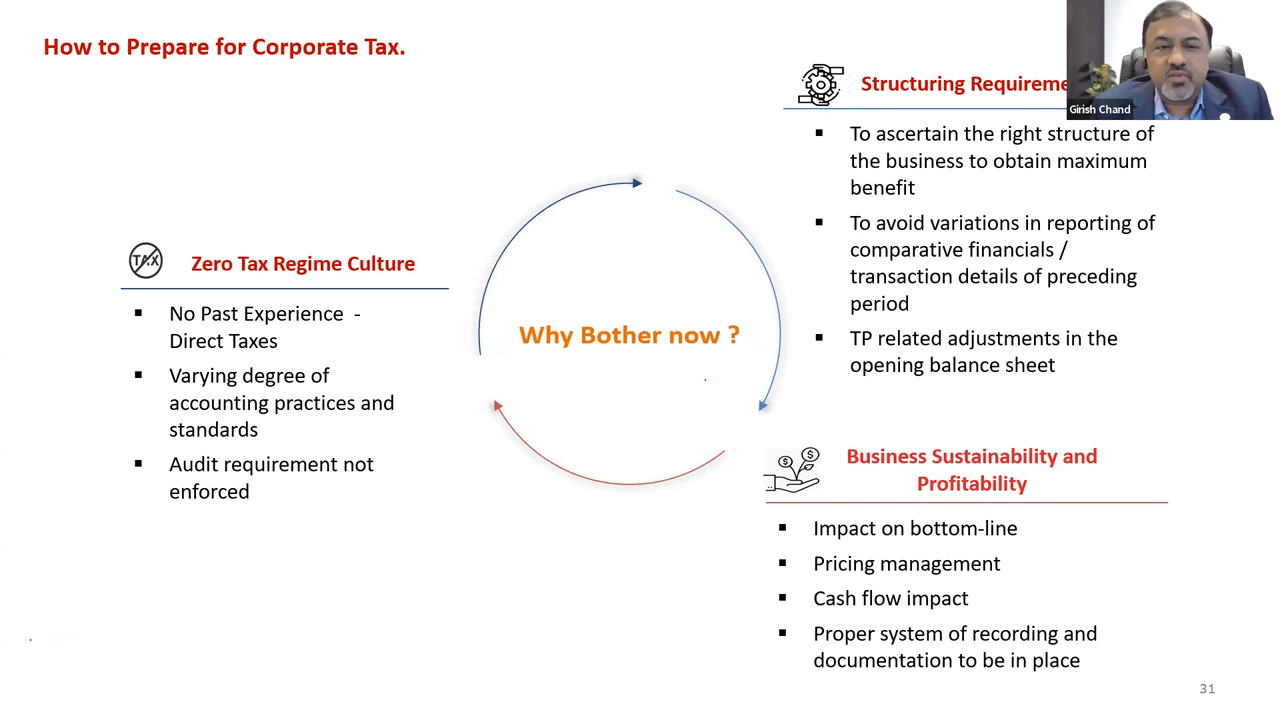 How to Prepare for Corporate Tax.
Girish Chand
Structuring
TAX
Zero Tax Regime Culture
No Past Experience -
Direct Taxes
Varying degree of
accounting practices and
standards
Audit requirement not
enforced
Why Bother now ?
To ascertain the right structure of
the business to obtain maximum
benefit
To avoid variations in reporting of
comparative financials /
transaction details of preceding
period
TP related adjustments in the
opening balance sheet
Business Sustainability and
Profitability
Impact on bottom-line
Pricing management
Cash flow impact
Proper system of recording and
documentation to be in place
31